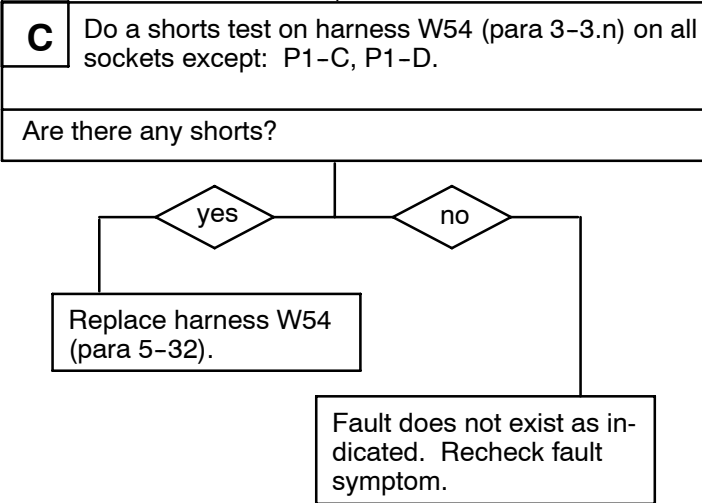 C
Do a shorts test on harness W54 (para 3-3.n) on all
sockets except:  P1-C, P1-D.
Are there any shorts?
yes
no
Replace harness W54
(para 5-32).
Fault does not exist as in-
dicated.  Recheck fault
symptom.